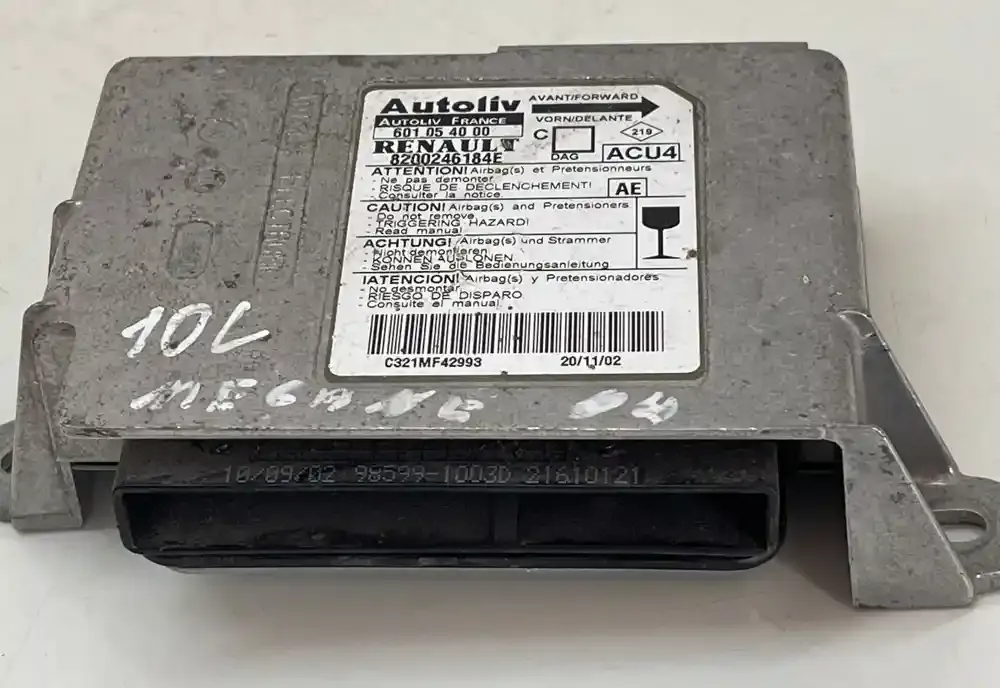 Autoliv
AVANT/FORWARD
AUTOLIV FRANCE
VORN/DELANTE
601 05 40 00
C
219
RENAULT
8200246184E
DAG
ACU4
ATTENTION! Airbag(s) et Pretensionneurs
- Ne pas demonter
- RISQUE DE DECLENCHEMENT!
- Consulter la notice.
AE
CAUTION! Airbag(s) and Pretensioners
- Do not remove
- TRIGGERING HAZARD!
- Read manual
ACHTUNG! Airbag(s) und Strammer
- Nicht demontieren
- KONNEN AUSLONEN
- Sehen Sie die Bedienungsanleitung
!ATENCION! Airbag(s) y Pretensionadores
- No desmontar
- RIESGO DE DISPARO
- Consulte el manual.
C321MF42993
20/11/02
10L
MEGANE 04
10/09/02 98599-1003D 21610121